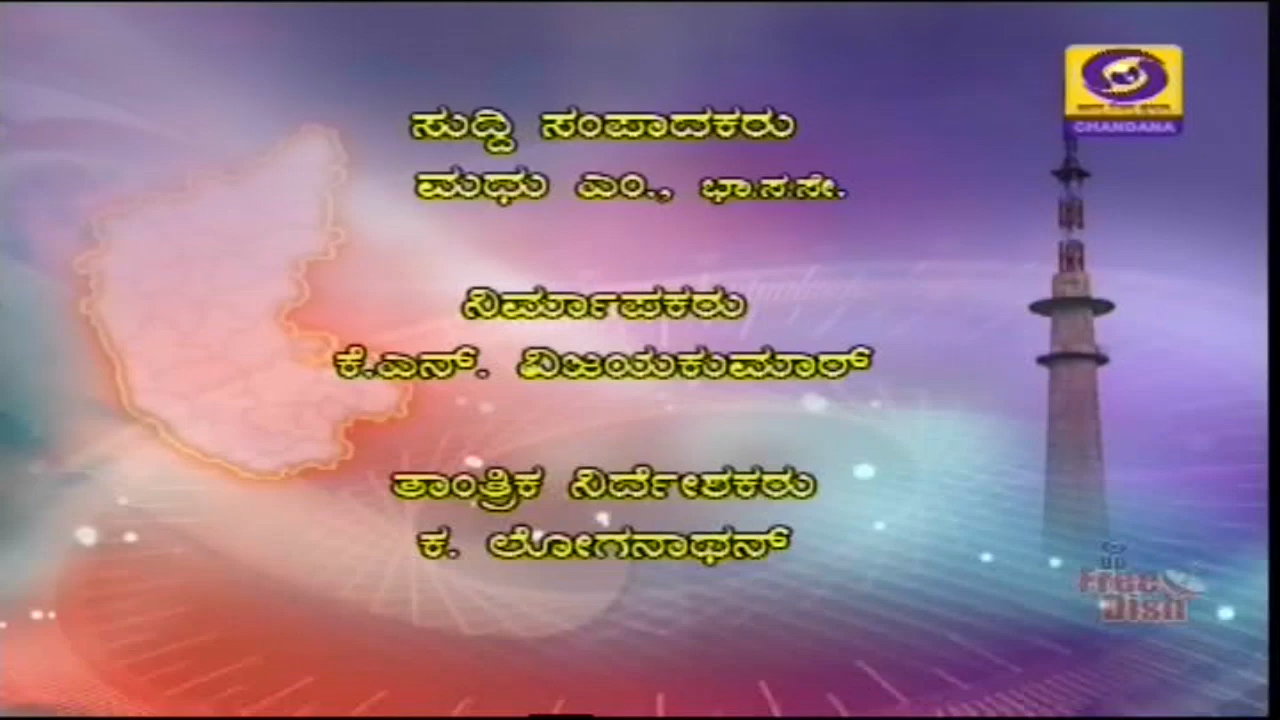 CHANDANA
ಸುದ್ದಿ ಸಂಪಾದಕರು
ಮಧು ಎಂ., ಭಾ.ಸ.ಸೇ.
ನಿರ್ಮಾಪಕರು
ಕೆ.ಎನ್. ವಿಜಯಕುಮಾರ್
ತಾಂತ್ರಿಕ ನಿರ್ದೇಶಕರು
ಕ. ಲೋಗನಾಥನ್
Free
Dish